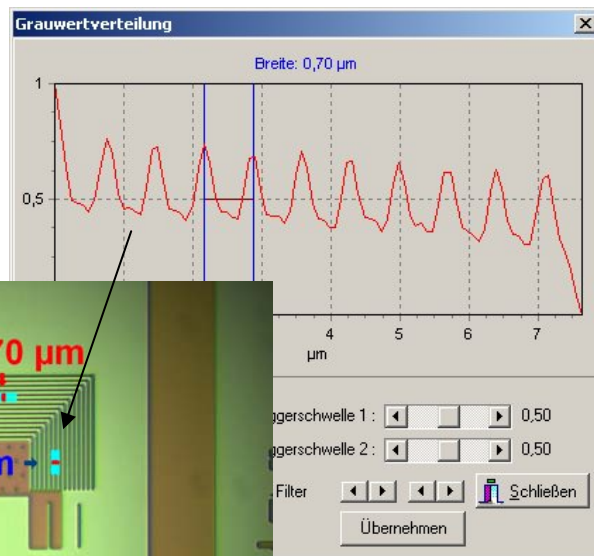 Grauwertverteilung
Breite: 0,70 µm
1
0,5
4 5 6 7
µm
70 µm
m
ggerschwelle 1 : 0,50
ggerschwelle 2 : 0,50
Filter
Schließen
Übernehmen